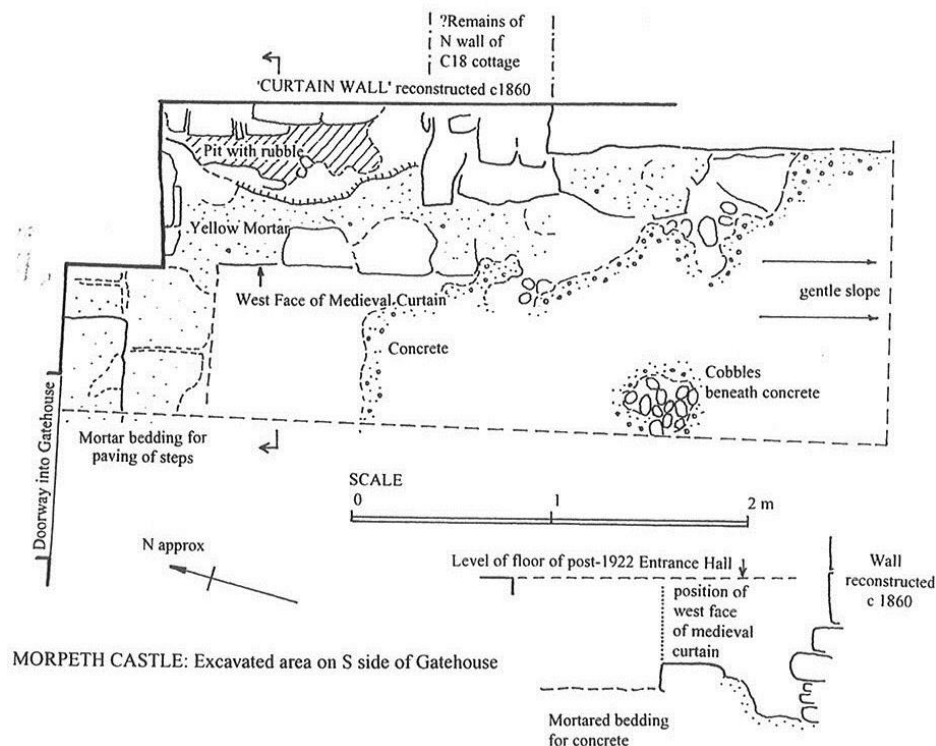 ?Remains of
N wall of
C18 cottage
'CURTAIN WALL' reconstructed c1860
Pit with rubble
Yellow Mortar
West Face of Medieval Curtain
gentle slope
Concrete
Cobbles
beneath concrete
Doorway into Gatehouse
Mortar bedding for
paving of steps
SCALE
0 1 2 m
N approx
Level of floor of post-1922 Entrance Hall
Wall
reconstructed
c 1860
position of
west face
of medieval
curtain
MORPETH CASTLE: Excavated area on S side of Gatehouse
Mortared bedding
for concrete